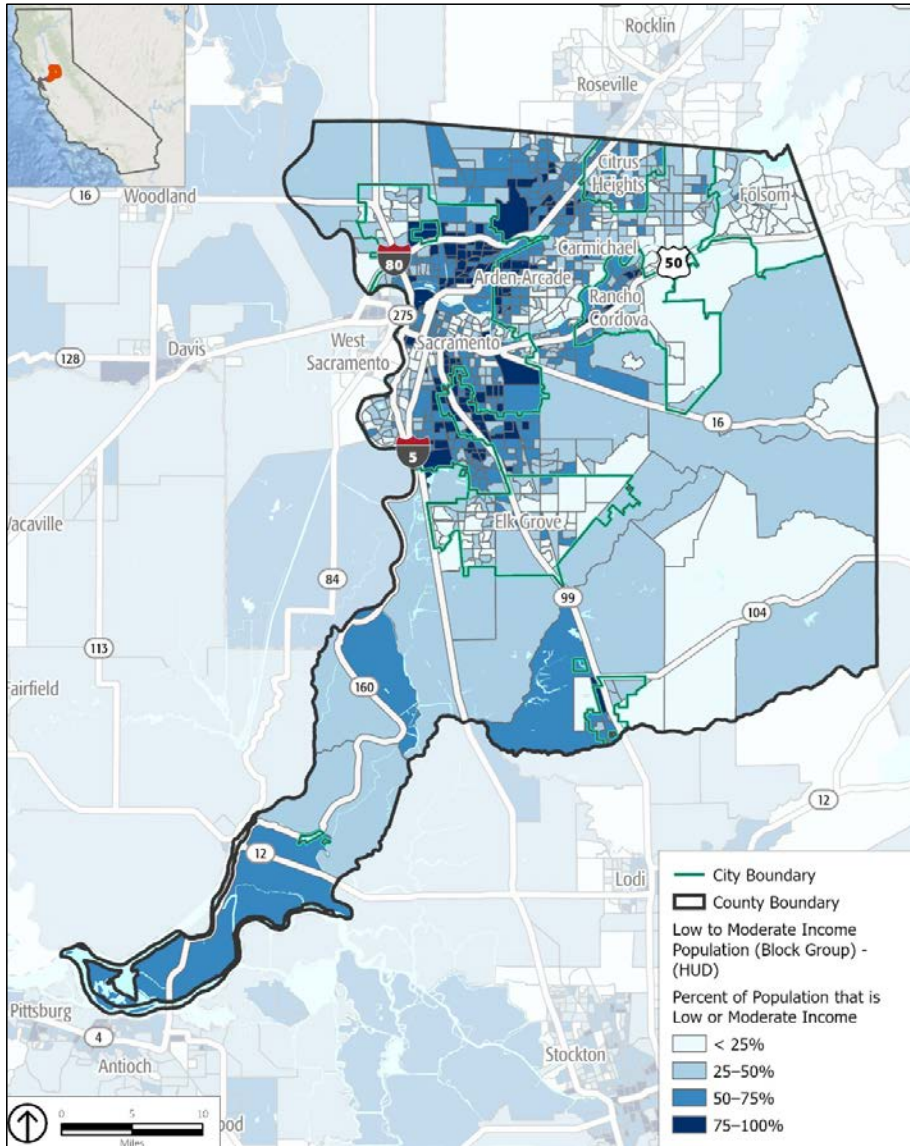 Rocklin
Roseville
Citrus
Heights
16
Woodland
Folsom
Carmichael
80
50
Arden-Arcade
Rancho
Cordova
275
West
Sacramento
Sacramento
Davis
128
16
5
Elk Grove
Vacaville
84
99
104
113
160
Fairfield
12
12
Lodi
Pittsburg
4
Antioch
Stockton
City Boundary
County Boundary
Low to Moderate Income
Population (Block Group) -
(HUD)
Percent of Population that is
Low or Moderate Income
< 25%
25–50%
50–75%
75–100%
0 5 10
Miles